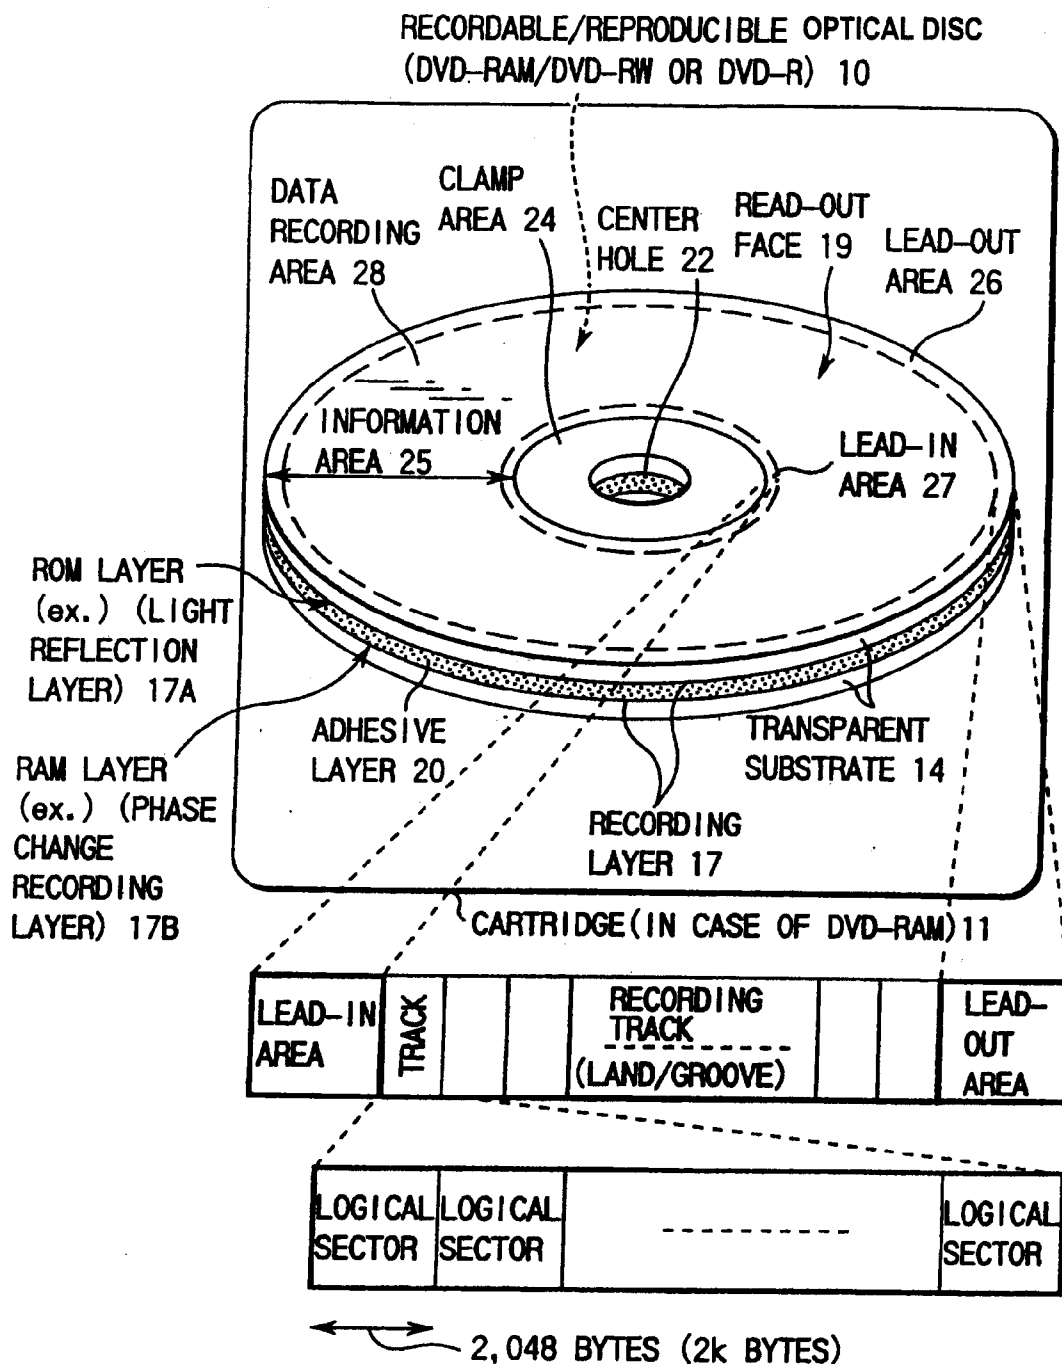 RECORDABLE/REPRODUCIBLE OPTICAL DISC
(DVD-RAM/DVD-RW OR DVD-R) 10
DATA
RECORDING
AREA 28
CLAMP
AREA 24
CENTER
HOLE 22
READ-OUT
FACE 19
LEAD-OUT
AREA 26
INFORMATION
AREA 25
LEAD-IN
AREA 27
ROM LAYER
(ex.) (LIGHT
REFLECTION
LAYER) 17A
ADHESIVE
LAYER 20
TRANSPARENT
SUBSTRATE 14
RAM LAYER
(ex.) (PHASE
CHANGE
RECORDING
LAYER) 17B
RECORDING
LAYER 17
CARTRIDGE(IN CASE OF DVD-RAM)11
LEAD-IN
AREA
TRACK
RECORDING
TRACK
(LAND/GROOVE)
LEAD-
OUT
AREA
LOGICAL
SECTOR
LOGICAL
SECTOR
LOGICAL
SECTOR
2,048 BYTES (2k BYTES)